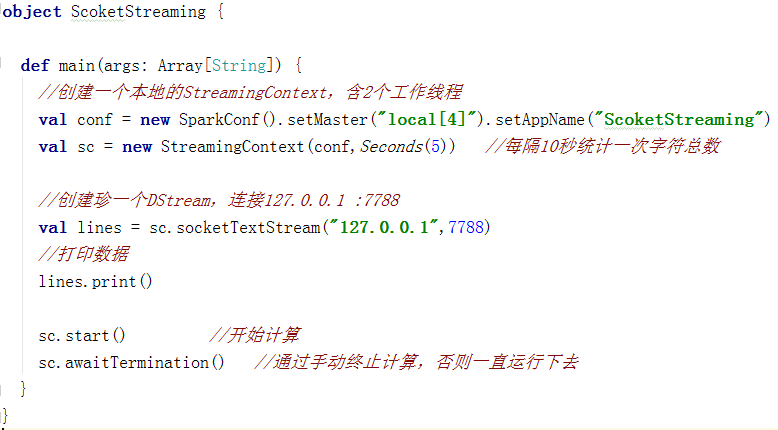 object ScoketStreaming {
def main(args: Array[String]) {
//创建一个本地的StreamingContext，含2个工作线程
val conf = new SparkConf().setMaster("local[4]").setAppName("ScoketStreaming")
val sc = new StreamingContext(conf,Seconds(5))   //每隔10秒统计一次字符总数
//创建珍一个DStream，连接127.0.0.1 :7788
val lines = sc.socketTextStream("127.0.0.1",7788)
//打印数据
lines.print()
sc.start()         //开始计算
sc.awaitTermination()   //通过手动终止计算，否则一直运行下去
}
}